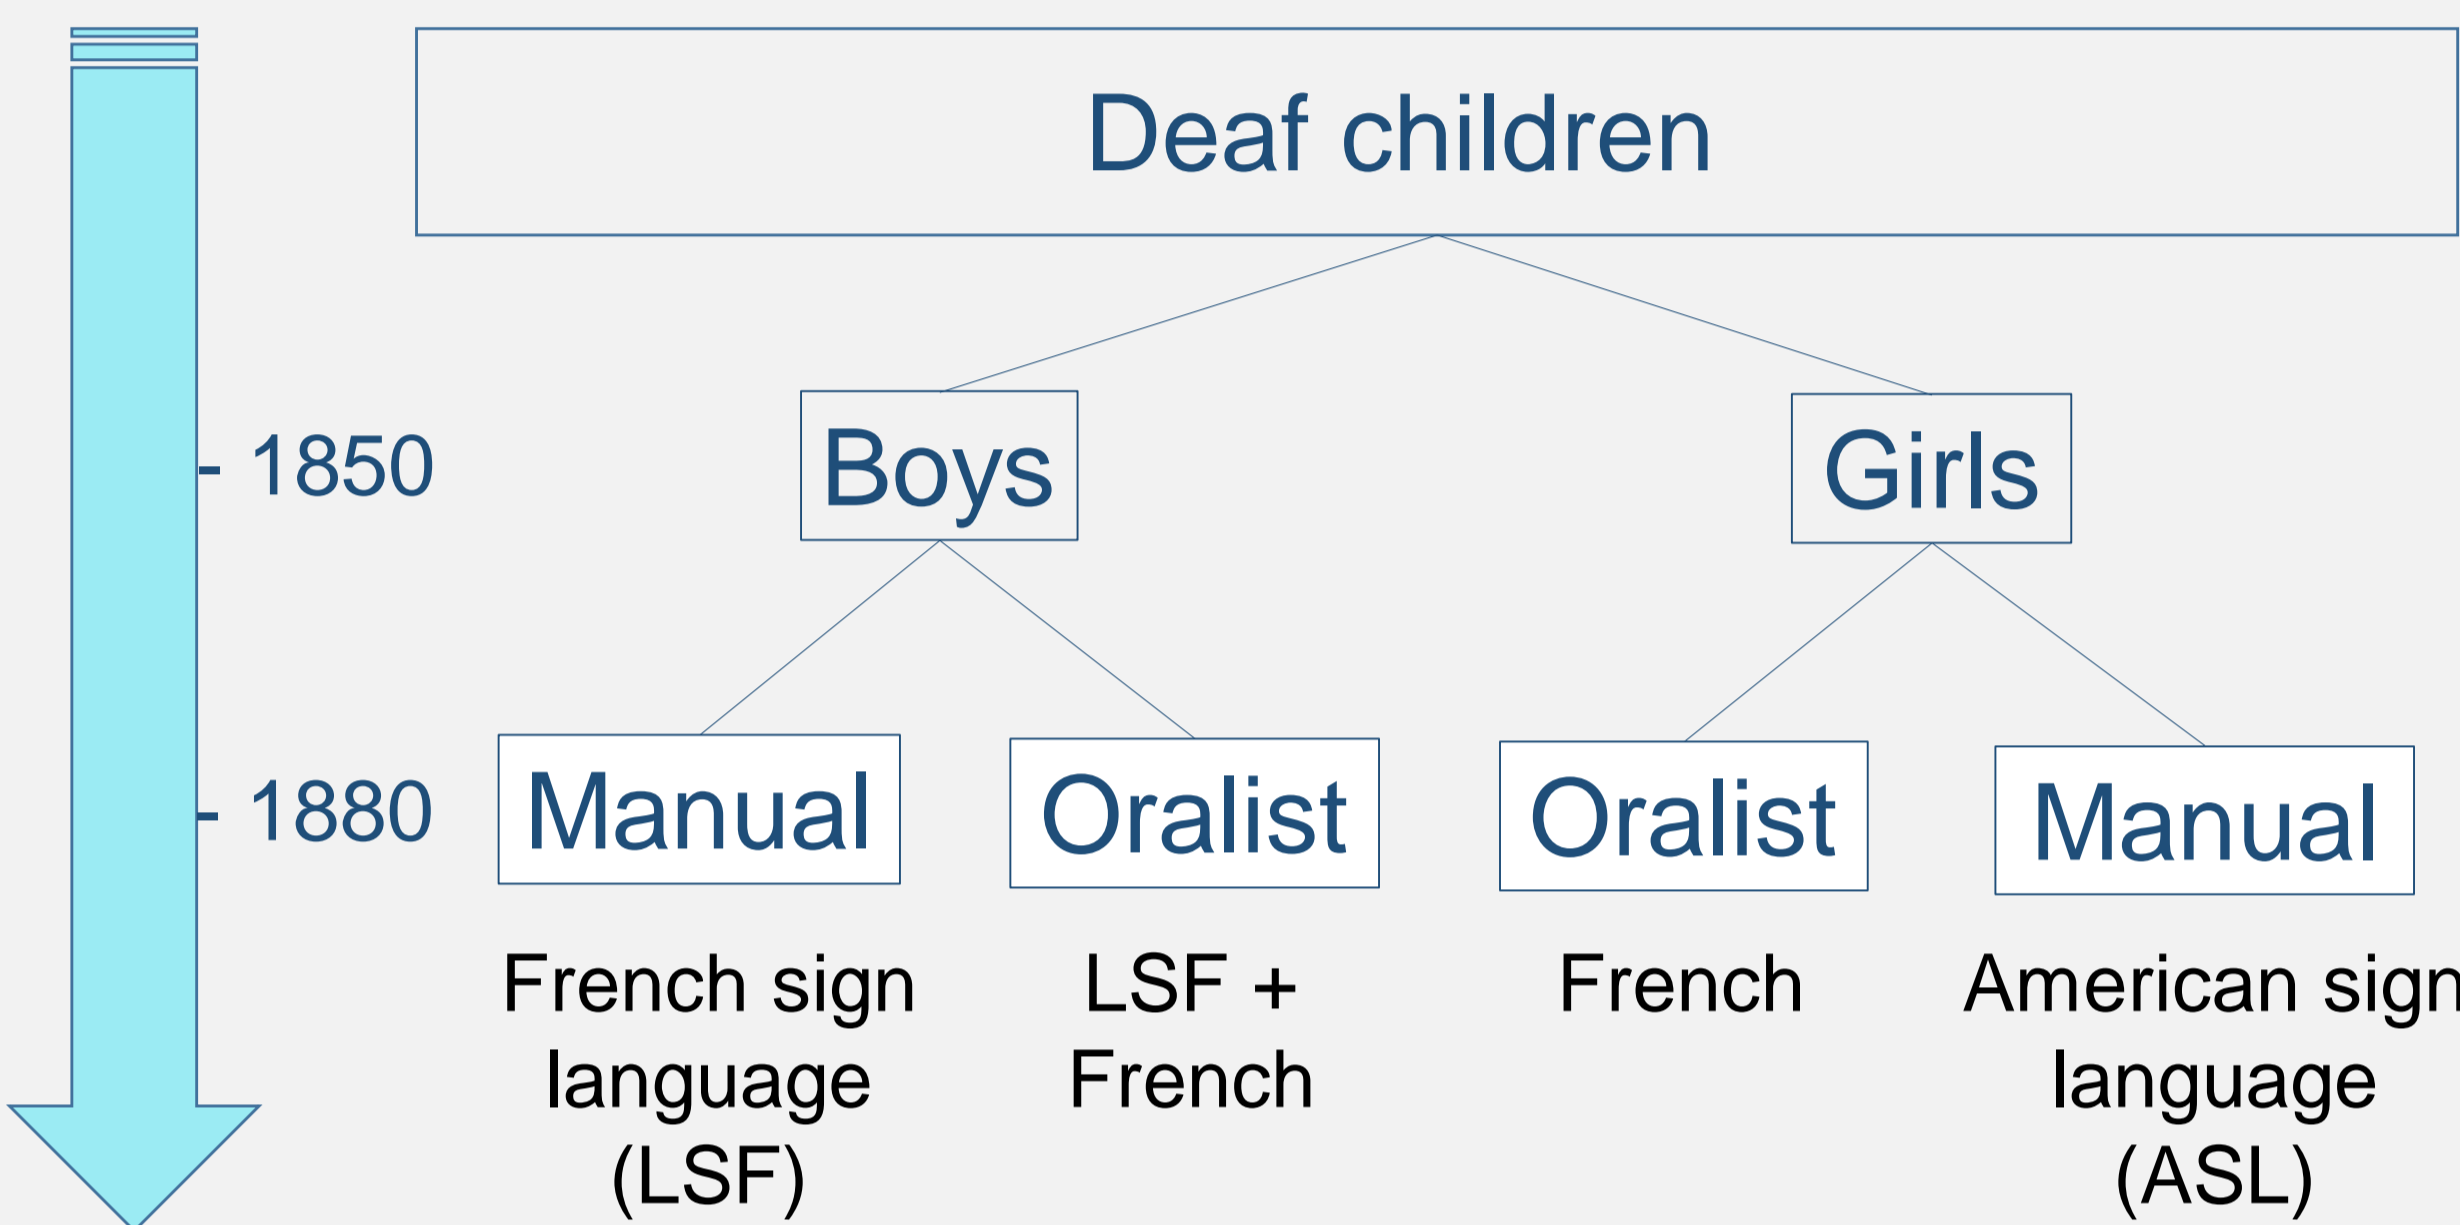 Deaf children
- 1850
Boys
Girls
- 1880
Manual
Oralist
Oralist
Manual
French sign
language
(LSF)
LSF +
French
French
American sign
language
(ASL)